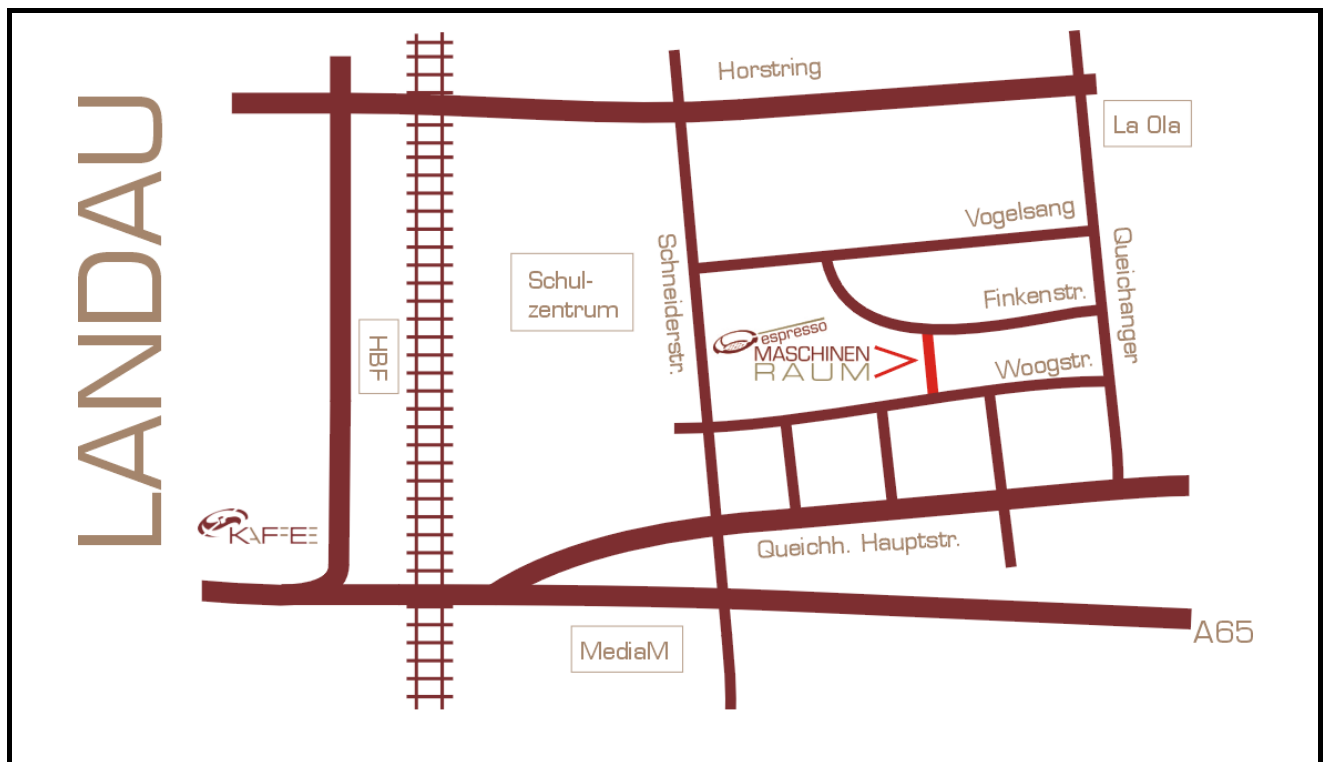 LANDAU
Horstring
La Ola
Vogelsang
Schneiderstr.
Queichanger
Schul-
zentrum
Finkenstr.
espresso
MASCHINEN
RAUM
HBF
Woogstr.
KAFFEE
Queichh. Hauptstr.
A65
MediaM